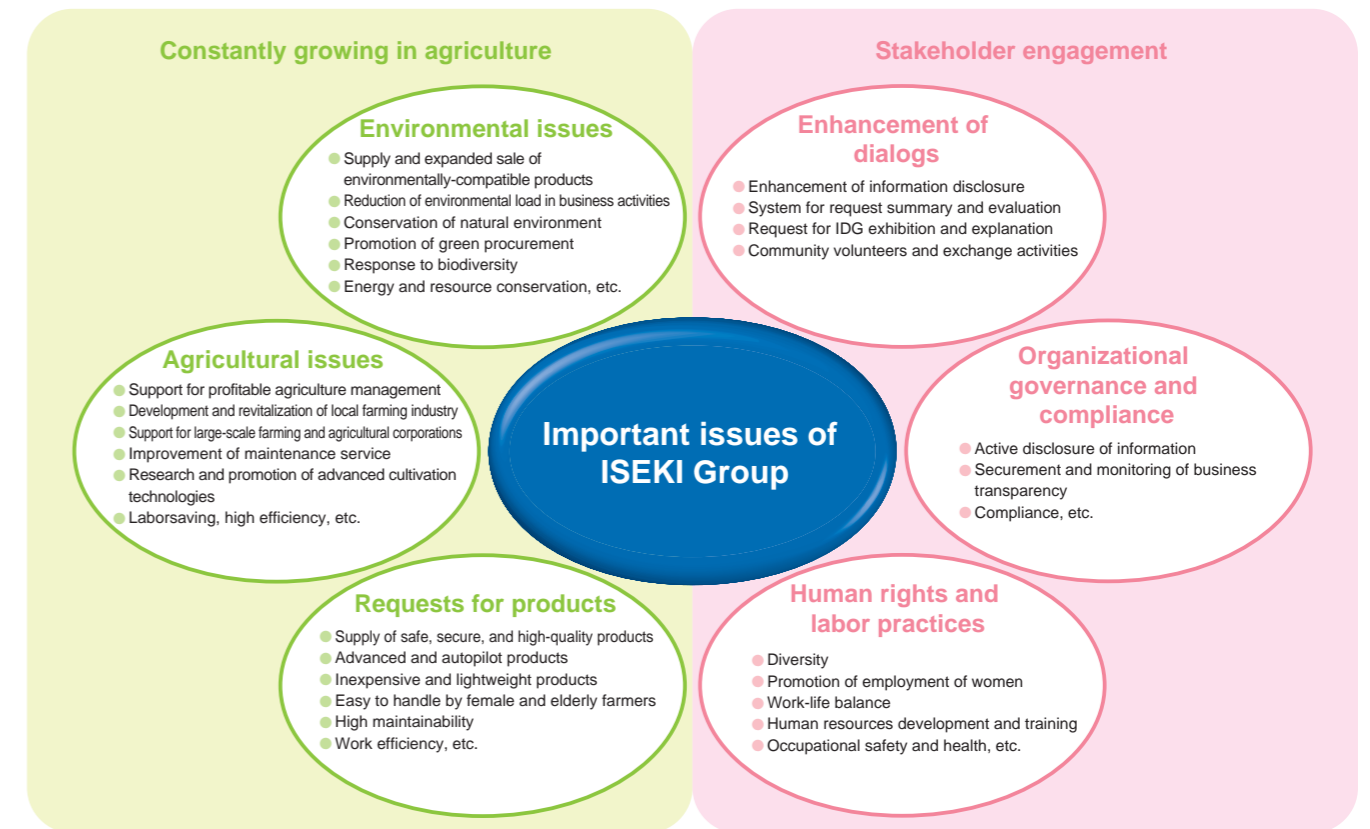 Constantly growing in agriculture
Environmental issues
Supply and expanded sale of
environmentally-compatible products
Reduction of environmental load in business activities
Conservation of natural environment
Promotion of green procurement
Response to biodiversity
Energy and resource conservation, etc.
Agricultural issues
Support for profitable agriculture management
Development and revitalization of local farming industry
Support for large-scale farming and agricultural corporations
Improvement of maintenance service
Research and promotion of advanced cultivation
technologies
Laborsaving, high efficiency, etc.
Requests for products
Supply of safe, secure, and high-quality products
Advanced and autopilot products
Inexpensive and lightweight products
Easy to handle by female and elderly farmers
High maintainability
Work efficiency, etc.
Important issues of
ISEKI Group
Stakeholder engagement
Enhancement of
dialogs
Enhancement of information disclosure
System for request summary and evaluation
Request for IDG exhibition and explanation
Community volunteers and exchange activities
Organizational
governance and
compliance
Active disclosure of information
Securement and monitoring of business
transparency
Compliance, etc.
Human rights and
labor practices
Diversity
Promotion of employment of women
Work-life balance
Human resources development and training
Occupational safety and health, etc.